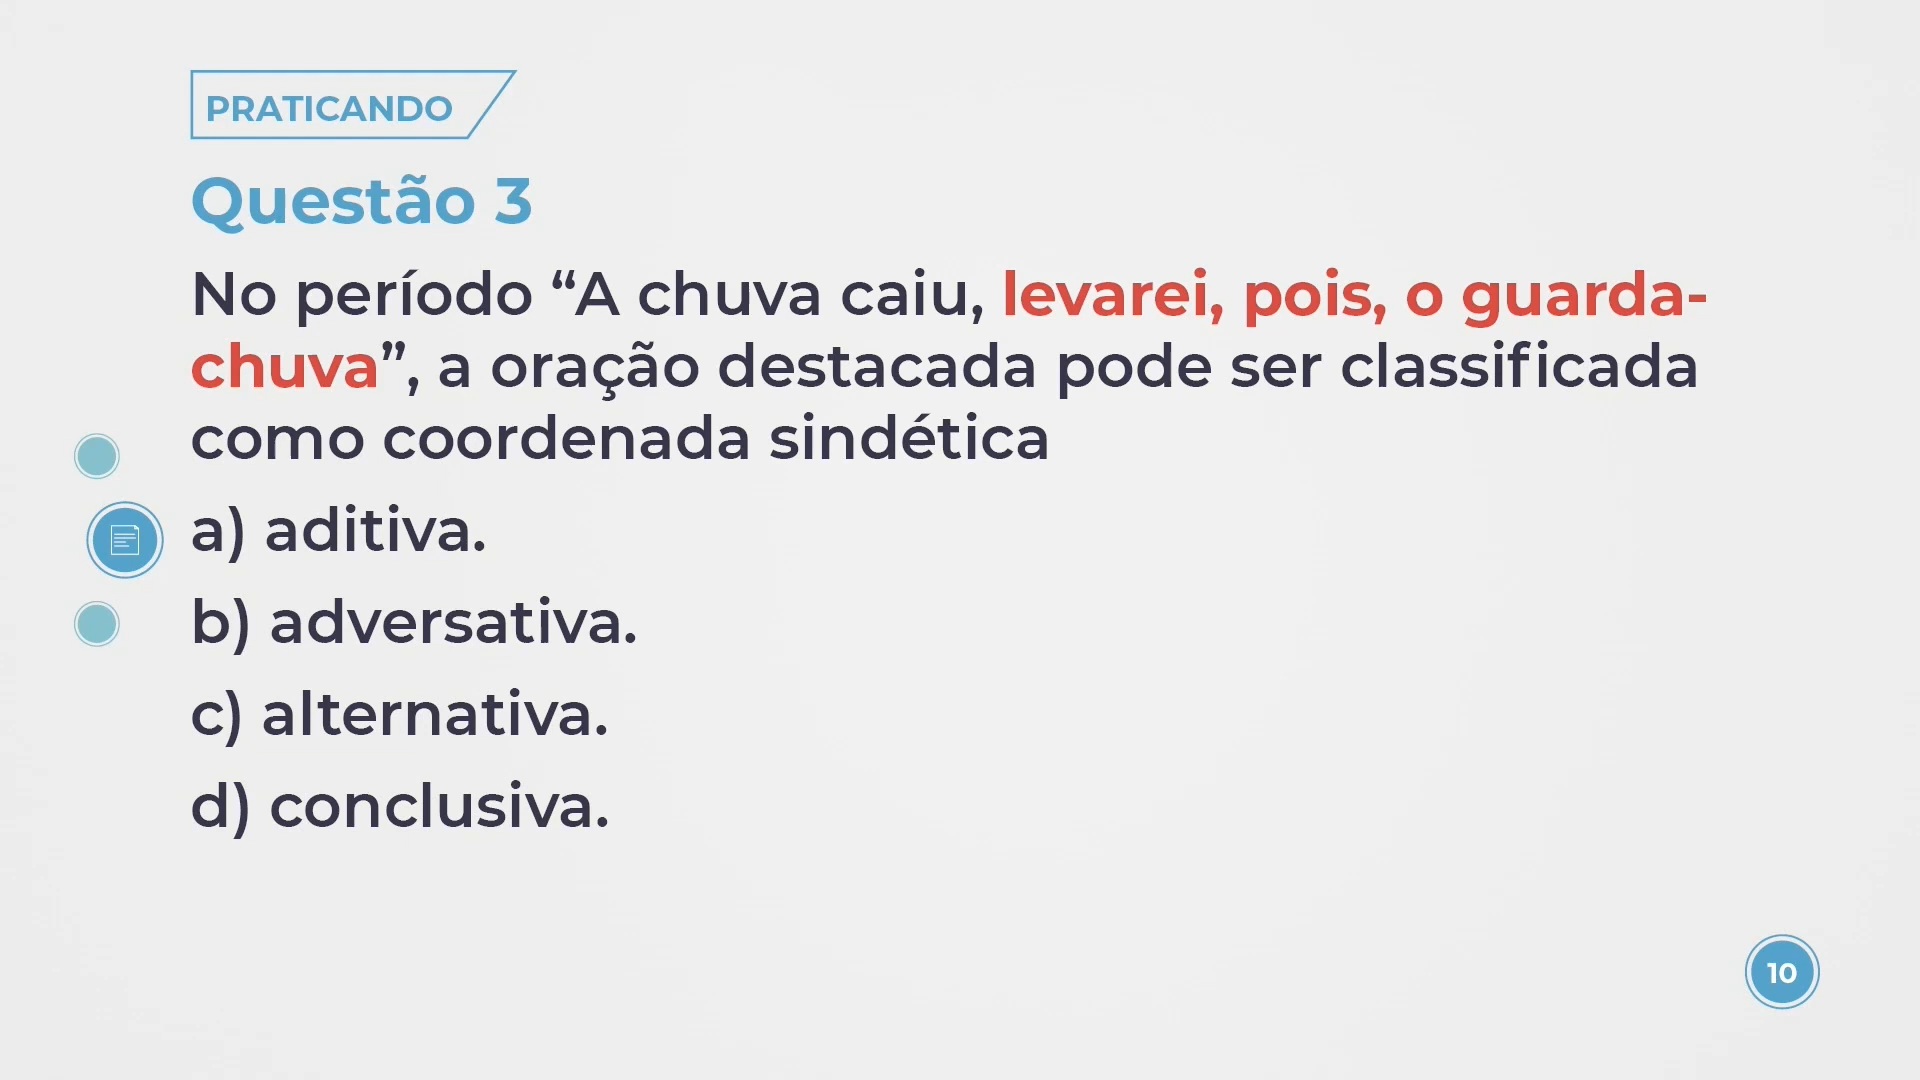 PRATICANDO
Questão 3
No período “A chuva caiu, levarei, pois, o guarda-
chuva”, a oração destacada pode ser classificada
como coordenada sindética
a) aditiva.
b) adversativa.
c) alternativa.
d) conclusiva.
10